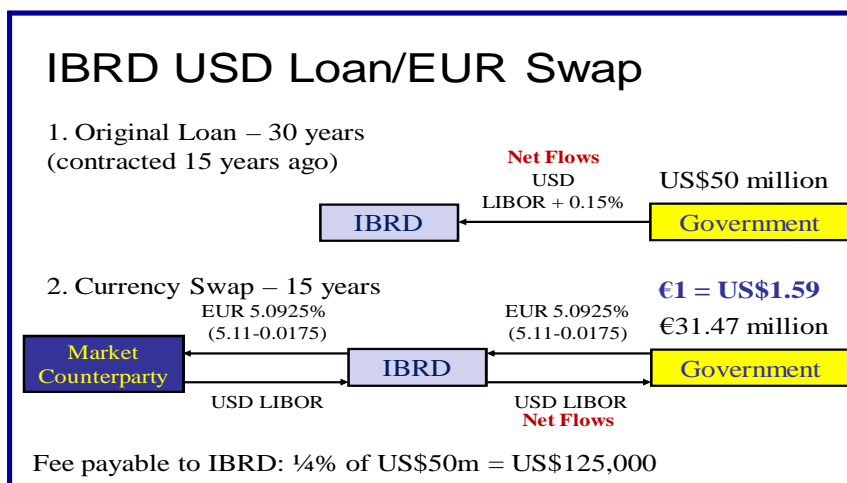 IBRD USD Loan/EUR Swap
1. Original Loan – 30 years
(contracted 15 years ago)
Net Flows
USD
LIBOR + 0.15%
US$50 million
IBRD
Government
2. Currency Swap – 15 years
€1 = US$1.59
EUR 5.0925%
(5.11-0.0175)
EUR 5.0925%
(5.11-0.0175)
€31.47 million
Market
Counterparty
IBRD
Government
USD LIBOR
USD LIBOR
Net Flows
Fee payable to IBRD: ¼% of US$50m = US$125,000